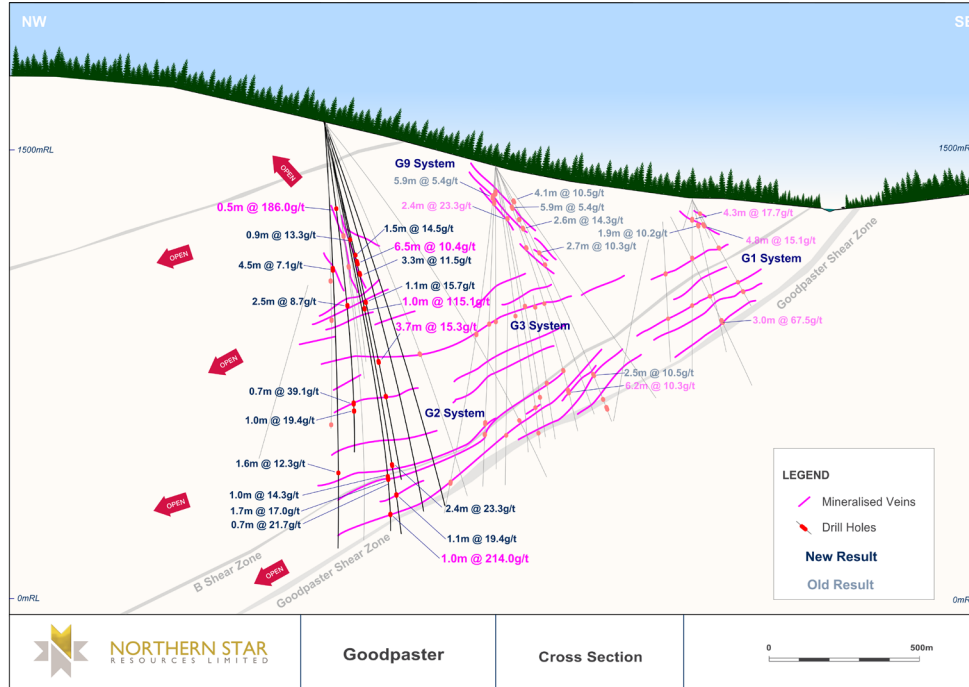 NW
SE
1500mRL
1500mRL
G9 System
5.9m @ 5.4g/t
2.4m @ 23.3g/t
4.1m @ 10.5g/t
5.9m @ 5.4g/t
2.6m @ 14.3g/t
2.7m @ 10.3g/t
4.3m @ 17.7g/t
1.9m @ 10.2g/t
4.8m @ 15.1g/t
G1 System
Goodpaster Shear Zone
3.0m @ 67.5g/t
OPEN
OPEN
OPEN
OPEN
OPEN
0.5m @ 186.0g/t
0.9m @ 13.3g/t
4.5m @ 7.1g/t
2.5m @ 8.7g/t
1.5m @ 14.5g/t
6.5m @ 10.4g/t
3.3m @ 11.5g/t
1.1m @ 15.7g/t
1.0m @ 115.1g/t
3.7m @ 15.3g/t
G3 System
2.5m @ 10.5g/t
6.2m @ 10.3g/t
0.7m @ 39.1g/t
1.0m @ 19.4g/t
G2 System
1.6m @ 12.3g/t
1.0m @ 14.3g/t
1.7m @ 17.0g/t
0.7m @ 21.7g/t
2.4m @ 23.3g/t
1.1m @ 19.4g/t
1.0m @ 214.0g/t
B Shear Zone
Goodpaster Shear Zone
LEGEND
Mineralised Veins
Drill Holes
New Result
Old Result
0mRL
0mRL
NORTHERN STAR
RESOURCES LIMITED
Goodpaster
Cross Section
0
500m